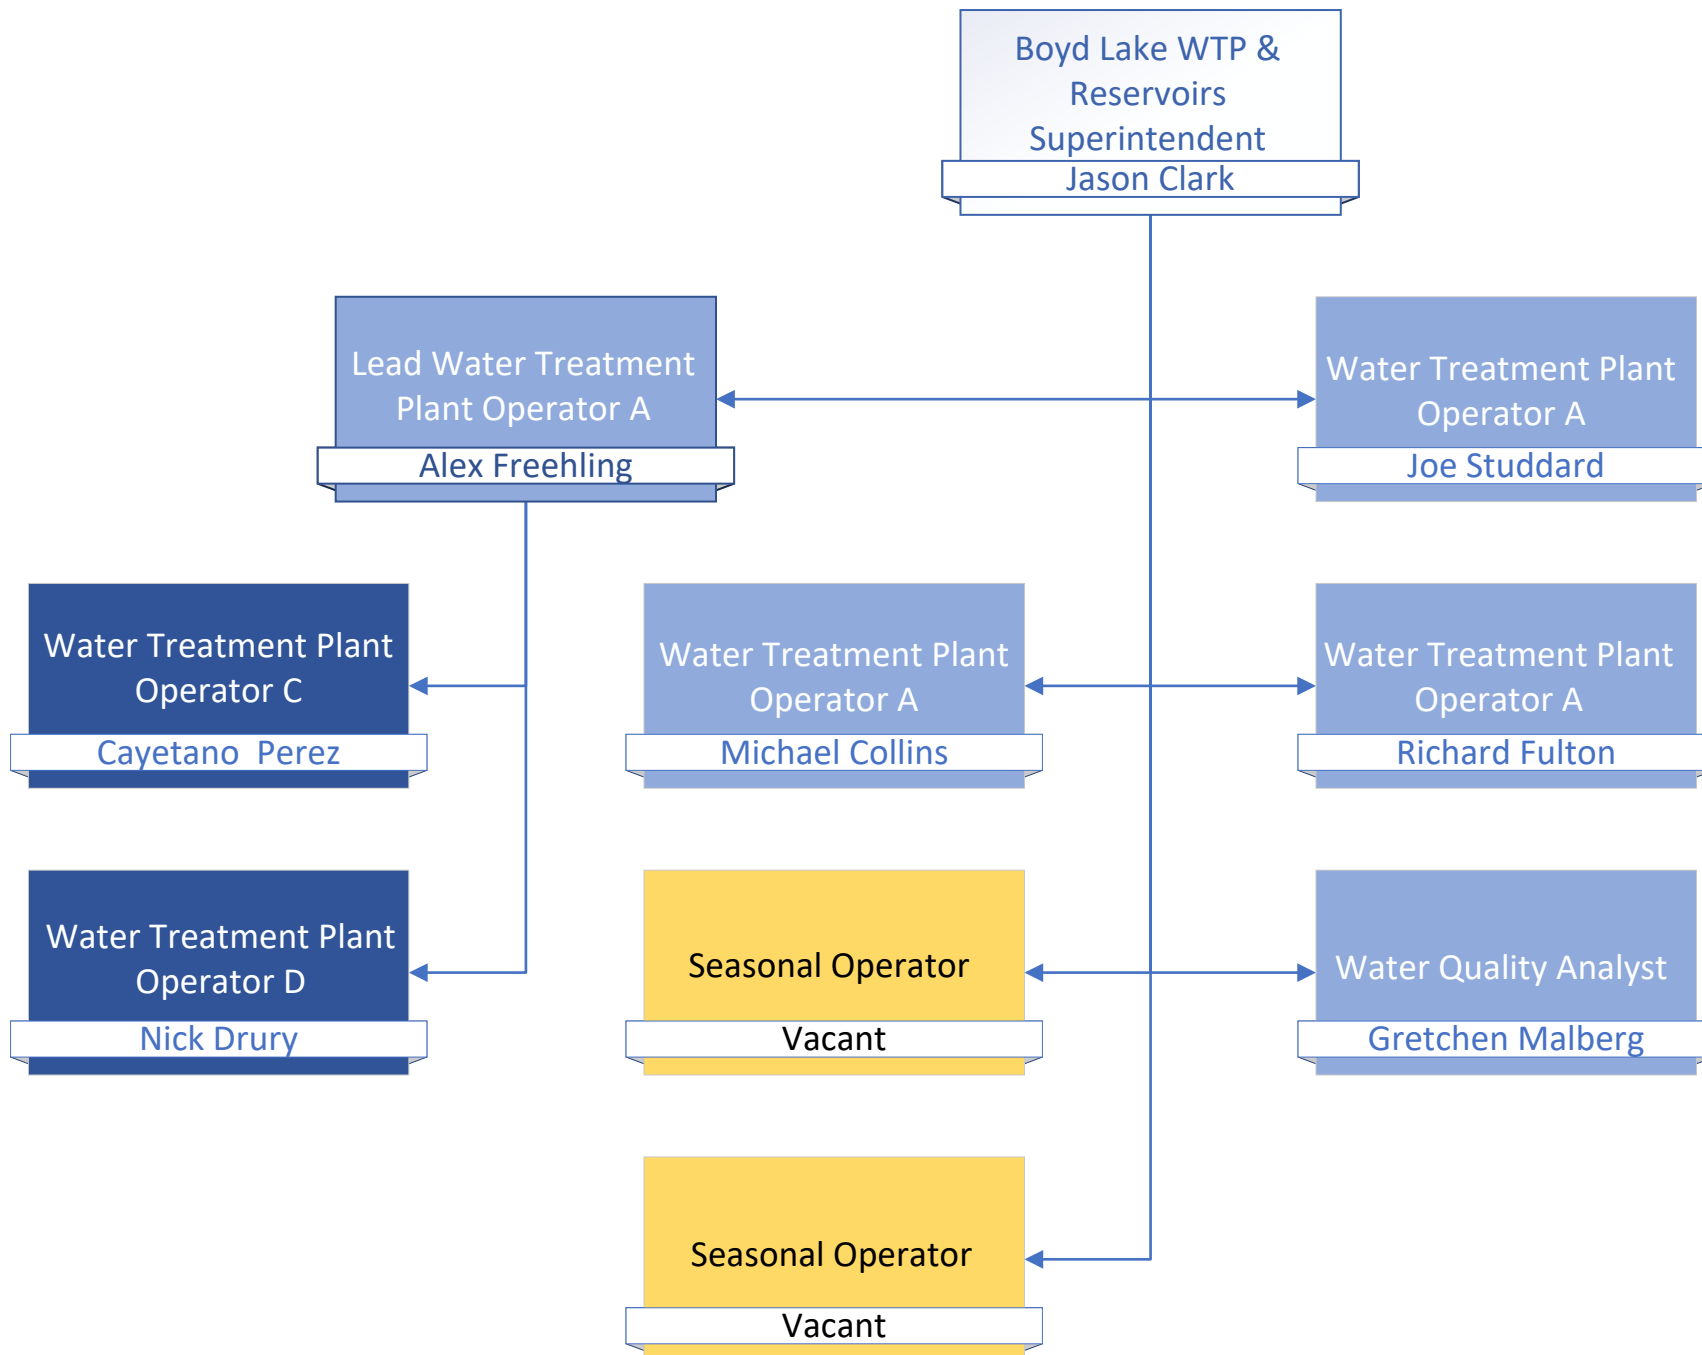 Boyd Lake WTP &
Reservoirs
Superintendent
Jason Clark
Lead Water Treatment
Plant Operator A
Alex Freehling
Water Treatment Plant
Operator A
Joe Studdard
Water Treatment Plant
Operator C
Cayetano  Perez
Water Treatment Plant
Operator A
Michael Collins
Water Treatment Plant
Operator A
Richard Fulton
Water Treatment Plant
Operator D
Nick Drury
Seasonal Operator
Vacant
Water Quality Analyst
Gretchen Malberg
Seasonal Operator
Vacant